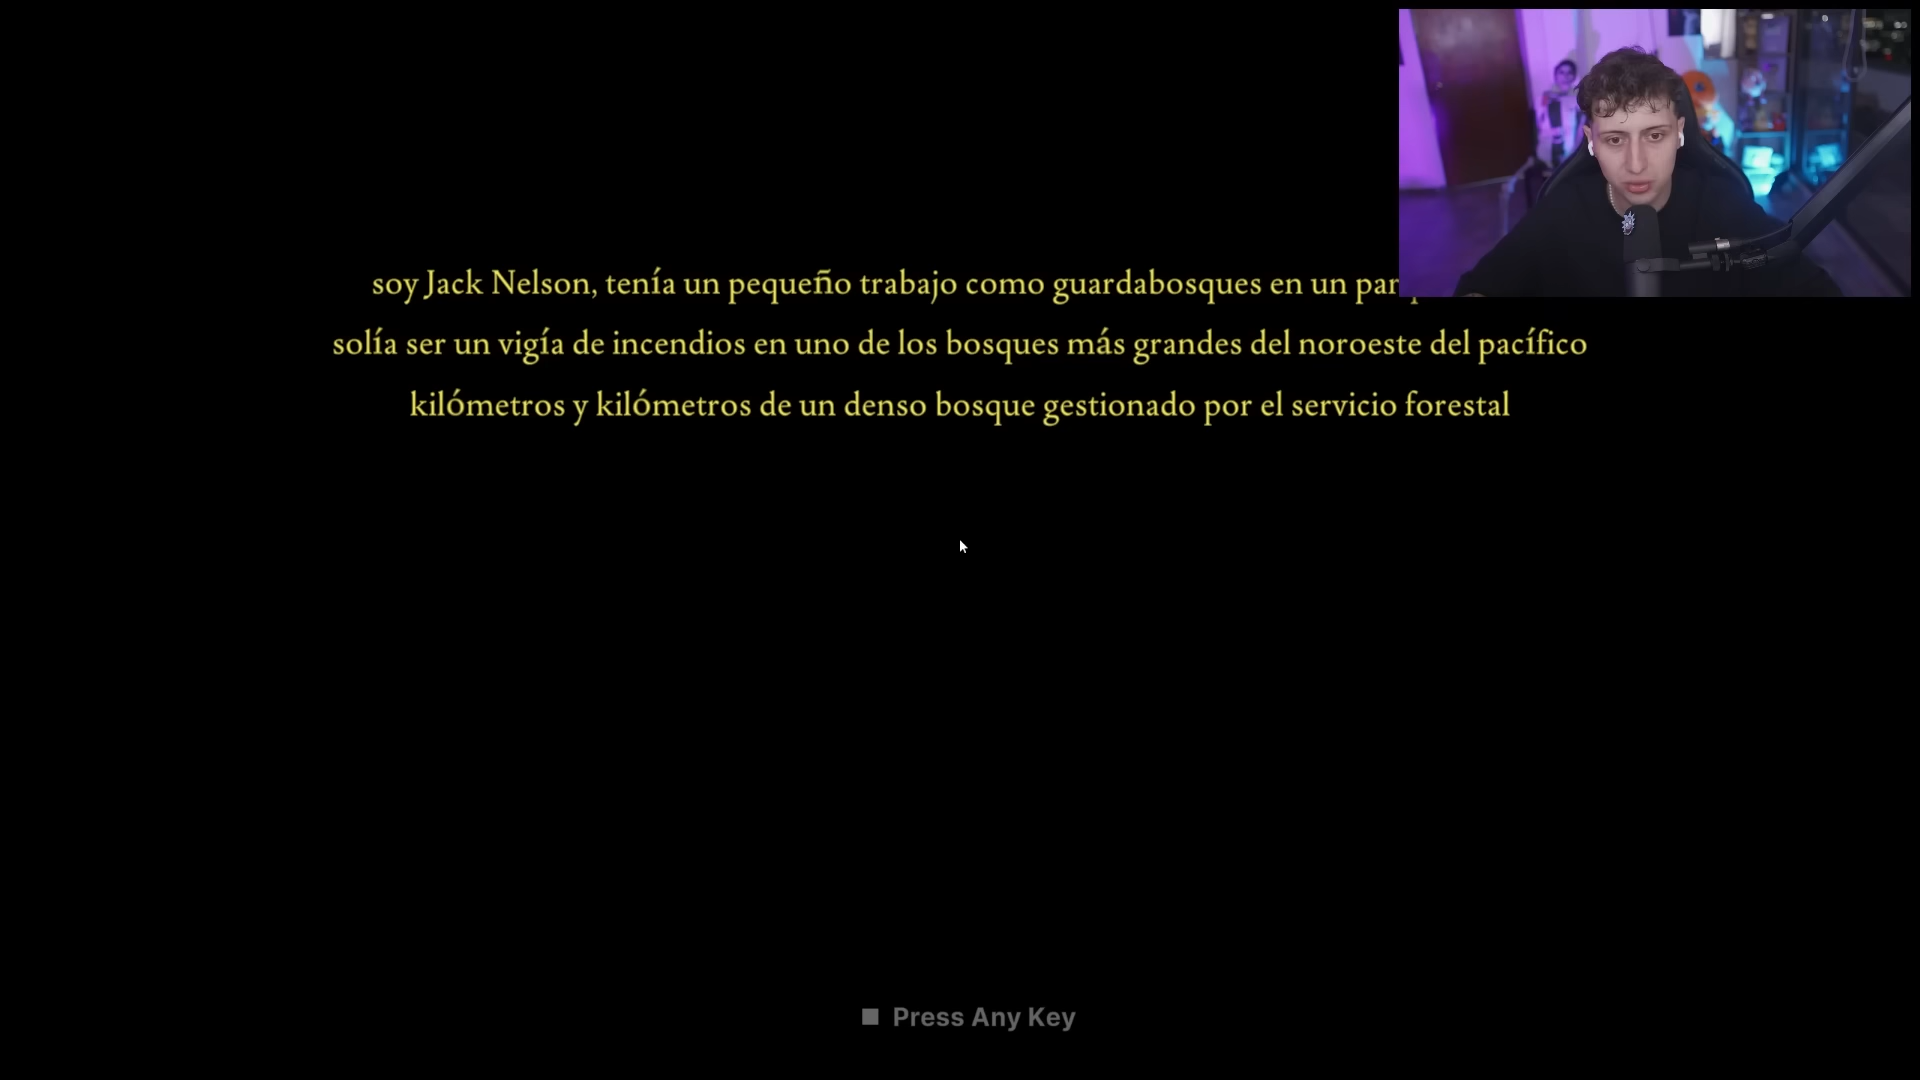 soy Jack Nelson, tenía un pequeño trabajo como guardabosques en un
solía ser un vigía de incendios en uno de los bosques más grandes del noroeste del pacífico
kilómetros y kilómetros de un denso bosque gestionado por el servicio forestal
Press Any Key